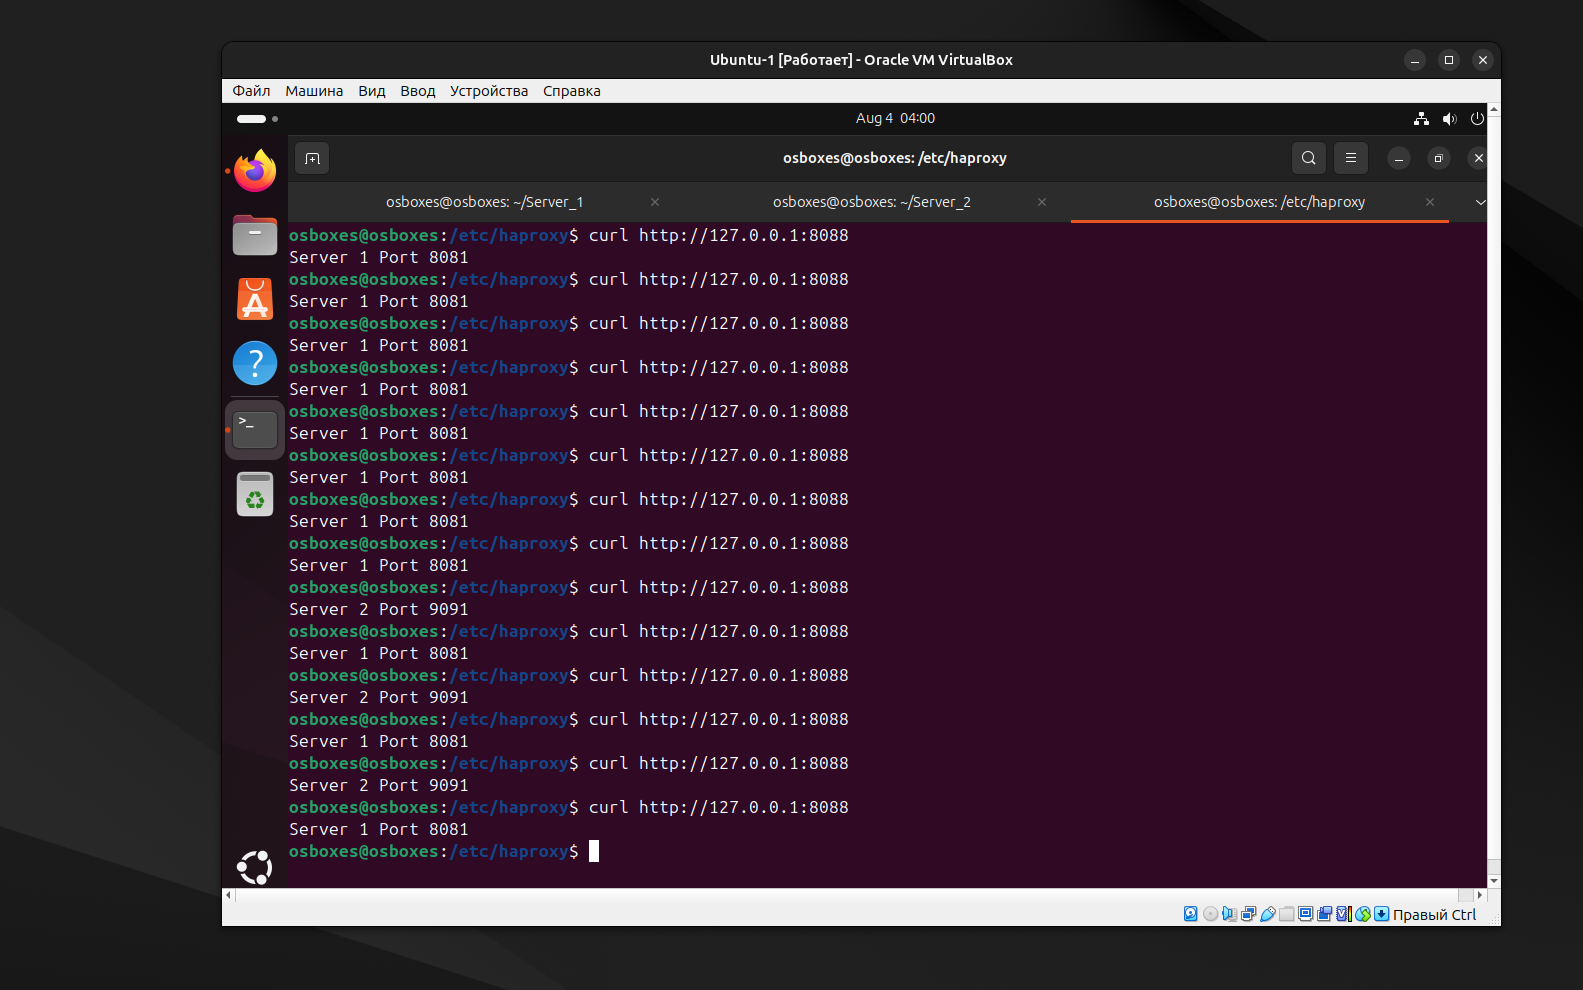 Ubuntu-1 [Работает] - Oracle VM VirtualBox
Файл Машина Вид Ввод Устройства Справка
Aug 4 04:00
osboxes@osboxes: /etc/haproxy
osboxes@osboxes: ~/Server_1
osboxes@osboxes: ~/Server_2
osboxes@osboxes: /etc/haproxy
osboxes@osboxes:/etc/haproxy$ curl http://127.0.0.1:8088
Server 1 Port 8081
osboxes@osboxes:/etc/haproxy$ curl http://127.0.0.1:8088
Server 1 Port 8081
osboxes@osboxes:/etc/haproxy$ curl http://127.0.0.1:8088
Server 1 Port 8081
osboxes@osboxes:/etc/haproxy$ curl http://127.0.0.1:8088
Server 1 Port 8081
osboxes@osboxes:/etc/haproxy$ curl http://127.0.0.1:8088
Server 1 Port 8081
osboxes@osboxes:/etc/haproxy$ curl http://127.0.0.1:8088
Server 1 Port 8081
osboxes@osboxes:/etc/haproxy$ curl http://127.0.0.1:8088
Server 1 Port 8081
osboxes@osboxes:/etc/haproxy$ curl http://127.0.0.1:8088
Server 1 Port 8081
osboxes@osboxes:/etc/haproxy$ curl http://127.0.0.1:8088
Server 2 Port 9091
osboxes@osboxes:/etc/haproxy$ curl http://127.0.0.1:8088
Server 1 Port 8081
osboxes@osboxes:/etc/haproxy$ curl http://127.0.0.1:8088
Server 2 Port 9091
osboxes@osboxes:/etc/haproxy$ curl http://127.0.0.1:8088
Server 1 Port 8081
osboxes@osboxes:/etc/haproxy$ curl http://127.0.0.1:8088
Server 2 Port 9091
osboxes@osboxes:/etc/haproxy$ curl http://127.0.0.1:8088
Server 1 Port 8081
osboxes@osboxes:/etc/haproxy$
Правый Ctrl